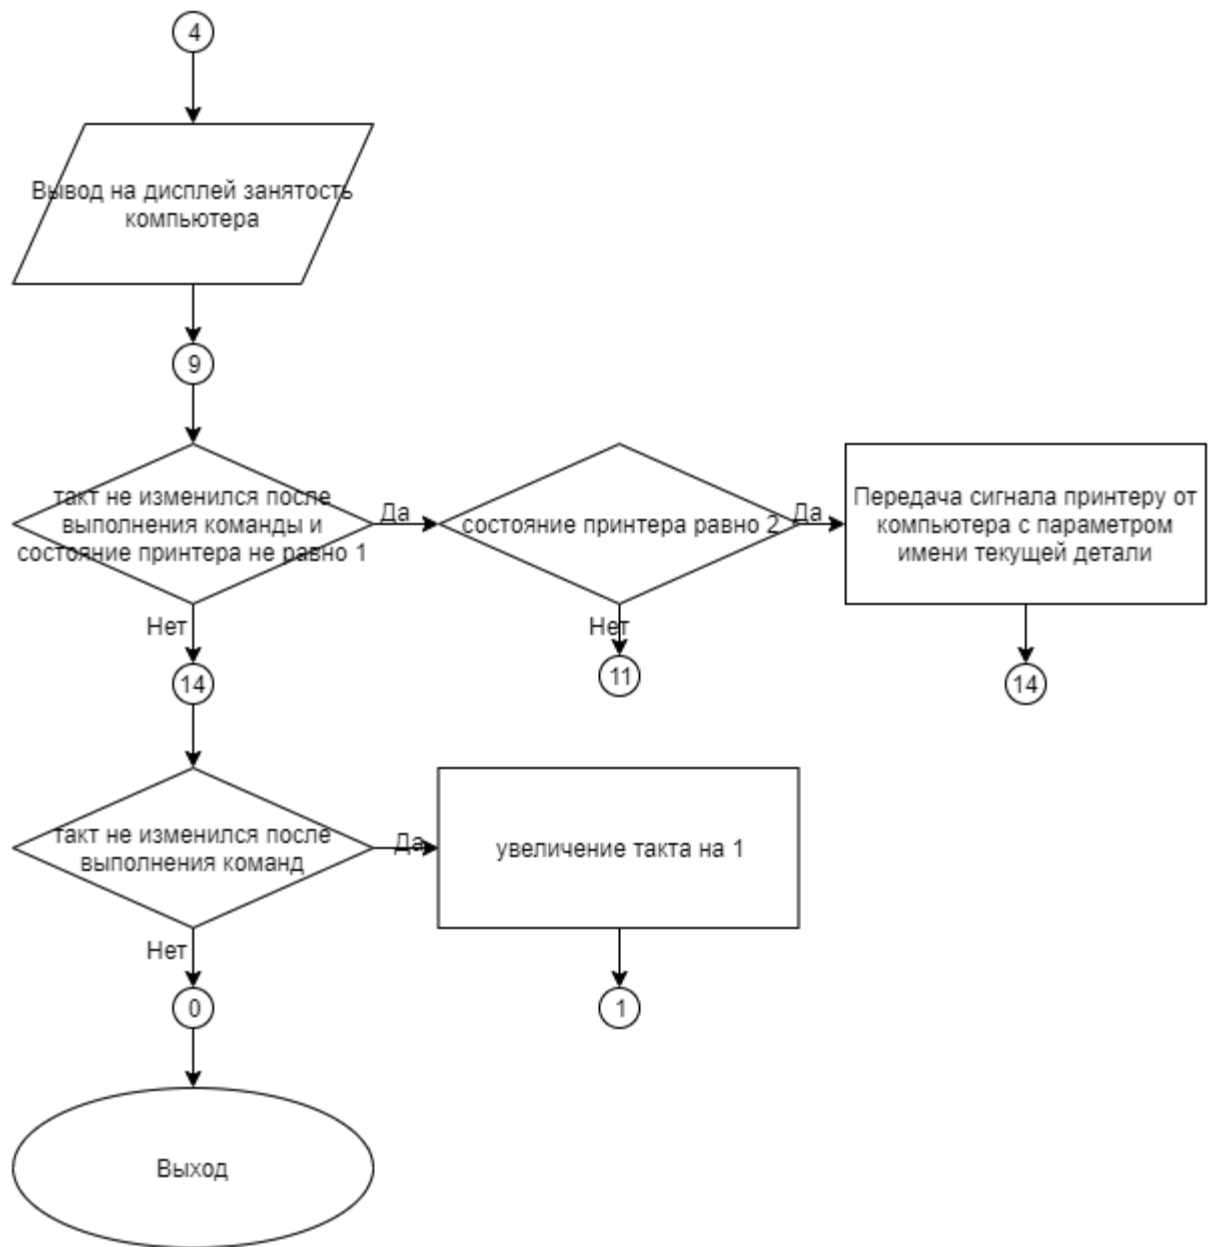 4
Вывод на дисплей занятость
компьютера
9
такт не изменился после
выполнения команды и
состояние принтера не равно 1
Да
состояние принтера равно 2
Да
Передача сигнала принтеру от
компьютера с параметром
имени текущей детали
Нет
Нет
14
11
14
такт не изменился после
выполнения команд
Да
увеличение такта на 1
Нет
0
1
Выход